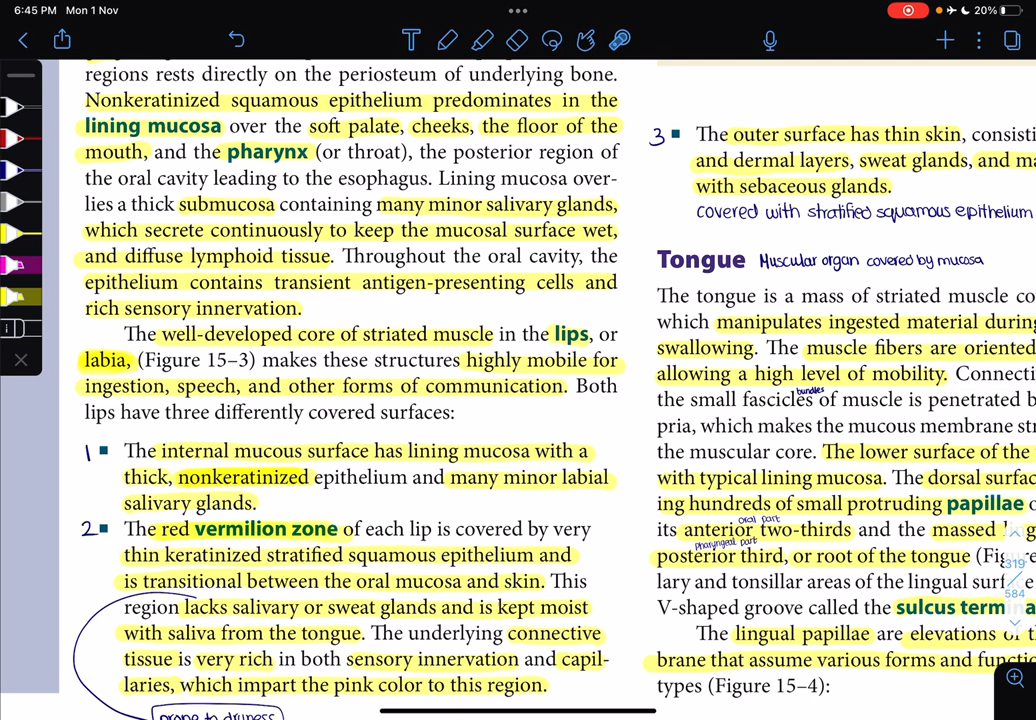 6:45 PM Mon 1 Nov
20%
regions rests directly on the periosteum of underlying bone.
Nonkeratinized squamous epithelium predominates in the
lining mucosa over the soft palate, cheeks, the floor of the
mouth, and the pharynx (or throat), the posterior region of
the oral cavity leading to the esophagus. Lining mucosa over-
lies a thick submucosa containing many minor salivary glands,
which secrete continuously to keep the mucosal surface wet,
and diffuse lymphoid tissue. Throughout the oral cavity, the
epithelium contains transient antigen-presenting cells and
rich sensory innervation.
The well-developed core of striated muscle in the lips, or
labia, (Figure 15–3) makes these structures highly mobile for
ingestion, speech, and other forms of communication. Both
lips have three differently covered surfaces:
1 ■ The internal mucous surface has lining mucosa with a
thick, nonkeratinized epithelium and many minor labial
salivary glands.
2 ■ The red vermilion zone of each lip is covered by very
thin keratinized stratified squamous epithelium and
is transitional between the oral mucosa and skin. This
region lacks salivary or sweat glands and is kept moist
with saliva from the tongue. The underlying connective
tissue is very rich in both sensory innervation and capil-
laries, which impart the pink color to this region.
prone to dryness
3 ■ The outer surface has thin skin, consisti
and dermal layers, sweat glands, and ma
with sebaceous glands.
covered with stratified squamous epithelium
Tongue Muscular organ covered by mucosa
The tongue is a mass of striated muscle co
which manipulates ingested material during
swallowing. The muscle fibers are oriented
allowing a high level of mobility. Connecti
bundles
the small fascicles of muscle is penetrated b
pria, which makes the mucous membrane str
the muscular core. The lower surface of the
with typical lining mucosa. The dorsal surfac
ing hundreds of small protruding papillae o
oral part
its anterior two-thirds and the massed
pharyngeal part
posterior third, or root of the tongue
lary and tonsillar areas of the lingual
V-shaped groove called the sulcus
The lingual papillae are elevations of
brane that assume various forms and functio
types (Figure 15–4):
319
584